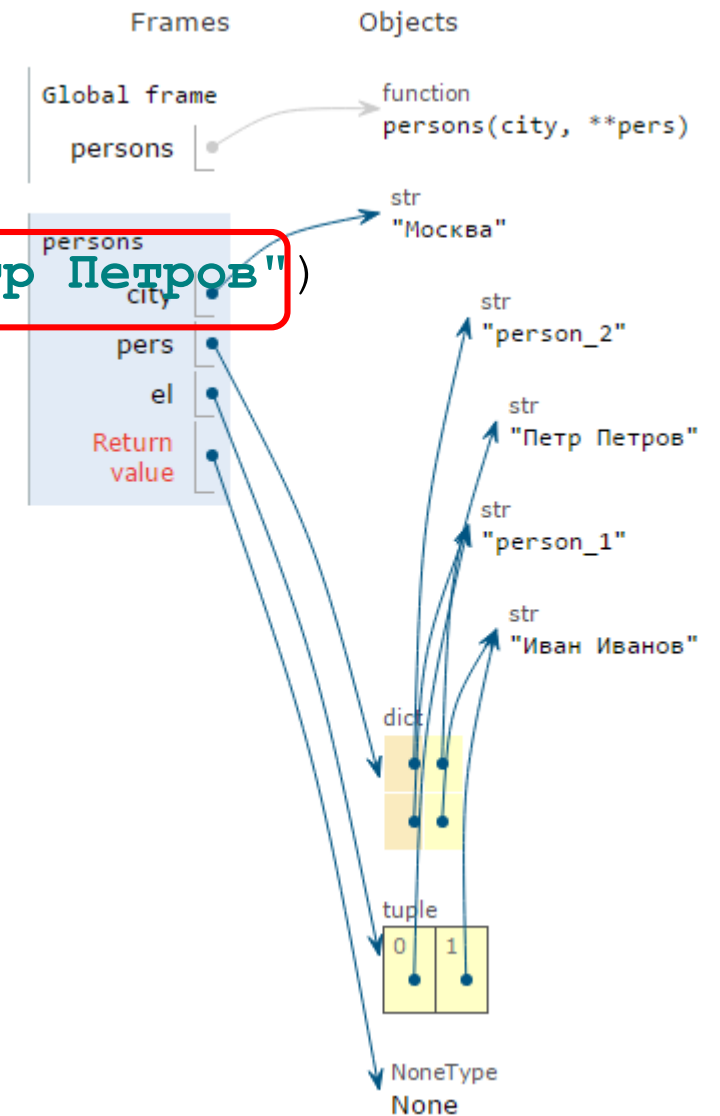 Frames Objects
Global frame
persons
function
persons(city, **pers)
str
"Москва"
persons
р Петров")
city
pers
el
Return
value
str
"person_2"
str
"Петр Петров"
str
"person_1"
str
"Иван Иванов"
dict
tuple
0 1
NoneType
None